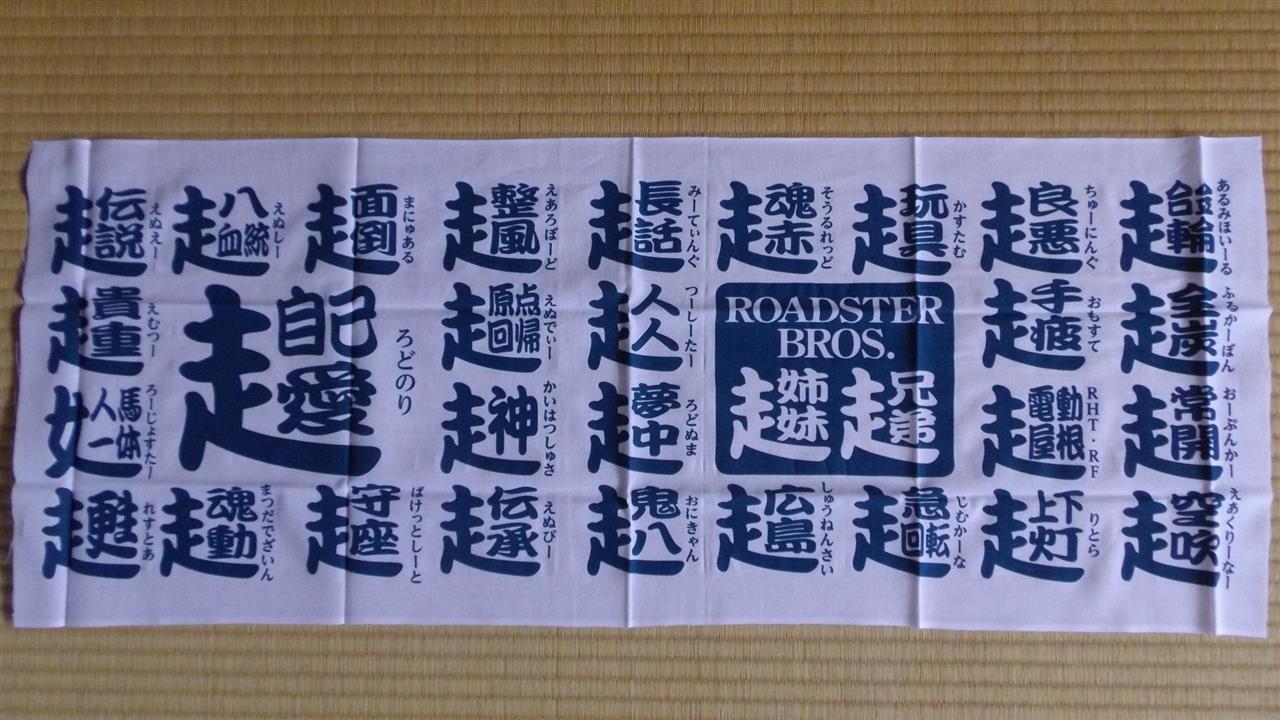 伝説 えぬえー
八血統 えぬしー
面倒 まにゅある
整風 えあろぼーど
長話 みーてぃんぐ
魂赤 そうるれっど
玩具 かすたむ
良悪 ちゅーにんぐ
台輪 あるみほいーる
貴重 えむつー
走 自己愛 ろどのり
原点回帰 えぬでぃー
人人 つーしーたー
ROADSTER
BROS.
姉妹 兄弟
手疲 おもすて
全炭 ふるかーぼん
女 人馬一体 ろーじょすたー
神 かいはつしゅさ
夢中 ろどぬま
電動屋根 RHT・RF
常開 おーぷんかー
甦 れすとあ
魂動 まつだでざいん
守座 ばけっとしーと
伝承 えぬびー
鬼八 おにきゃん
広島 しゅうねんさい
急回転 じむかーな
上下灯 りとら
空吹 えあくりーなー